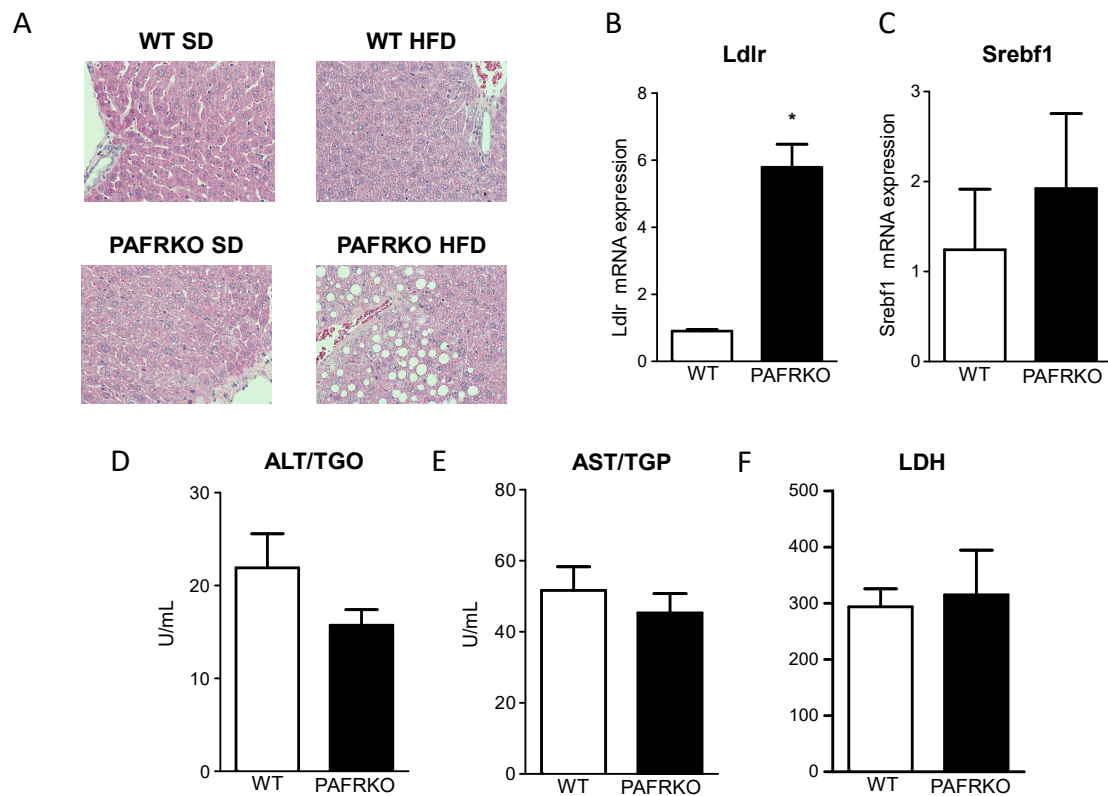 A
WT SD
WT HFD
PAFRKO SD
PAFRKO HFD
B
Ldlr
Ldlr mRNA expression
8
6
4
2
0
*
WT
PAFRKO
C
Srebf1
Srebf1 mRNA expression
3
2
1
0
WT
PAFRKO
D
ALT/TGO
U/mL
30
20
10
0
WT
PAFRKO
E
AST/TGP
U/mL
80
60
40
20
0
WT
PAFRKO
F
LDH
500
400
300
200
100
0
WT
PAFRKO